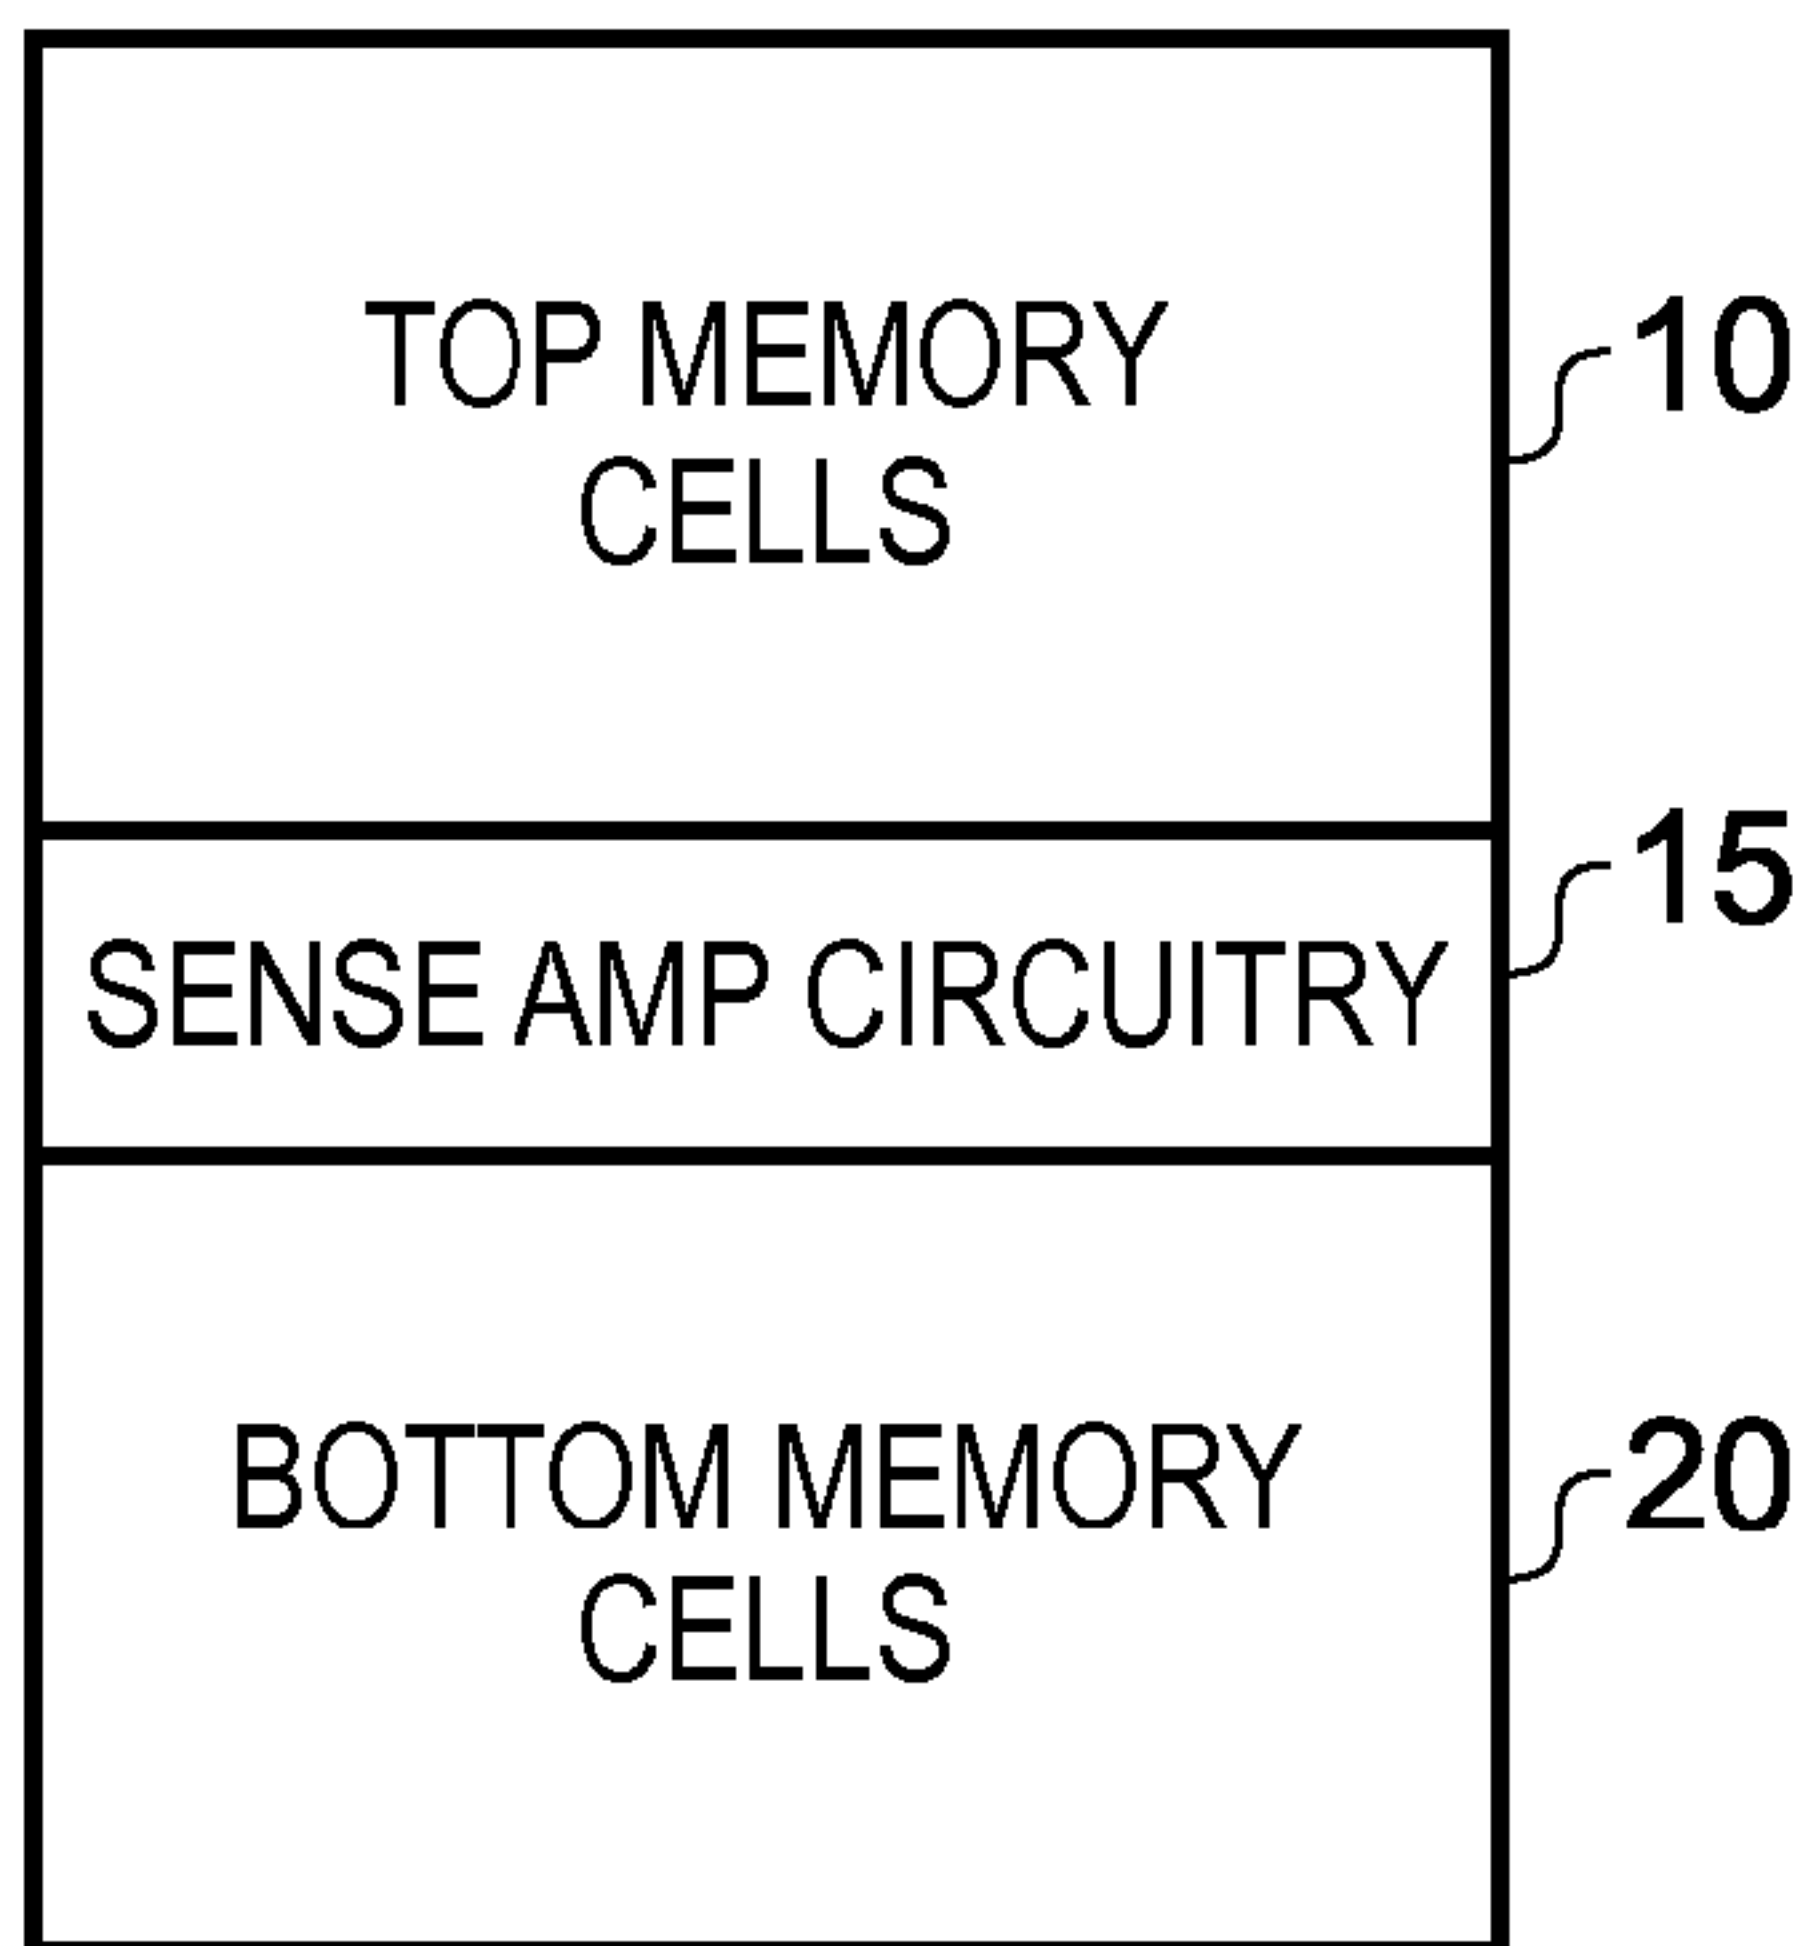 TOP MEMORY
CELLS
10
15
SENSE AMP CIRCUITRY
BOTTOM MEMORY
CELLS
20